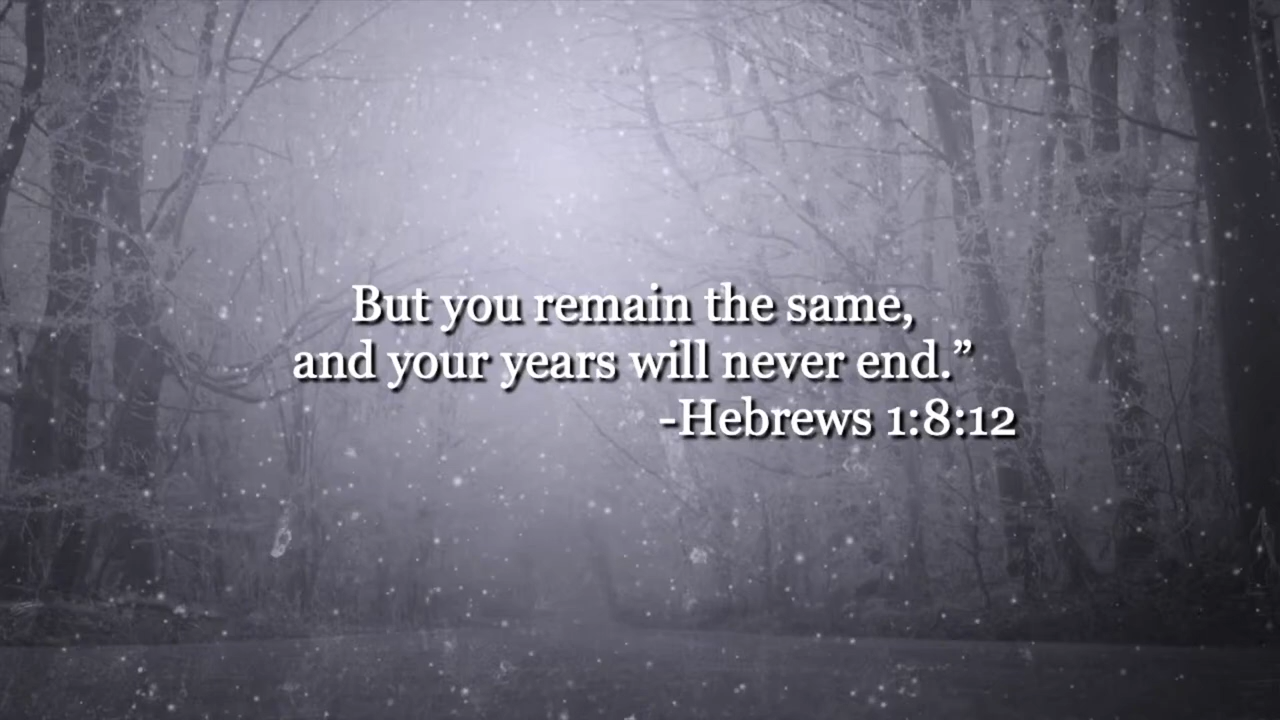 But you remain the same,
and your years will never end.”
-Hebrews 1:8:12